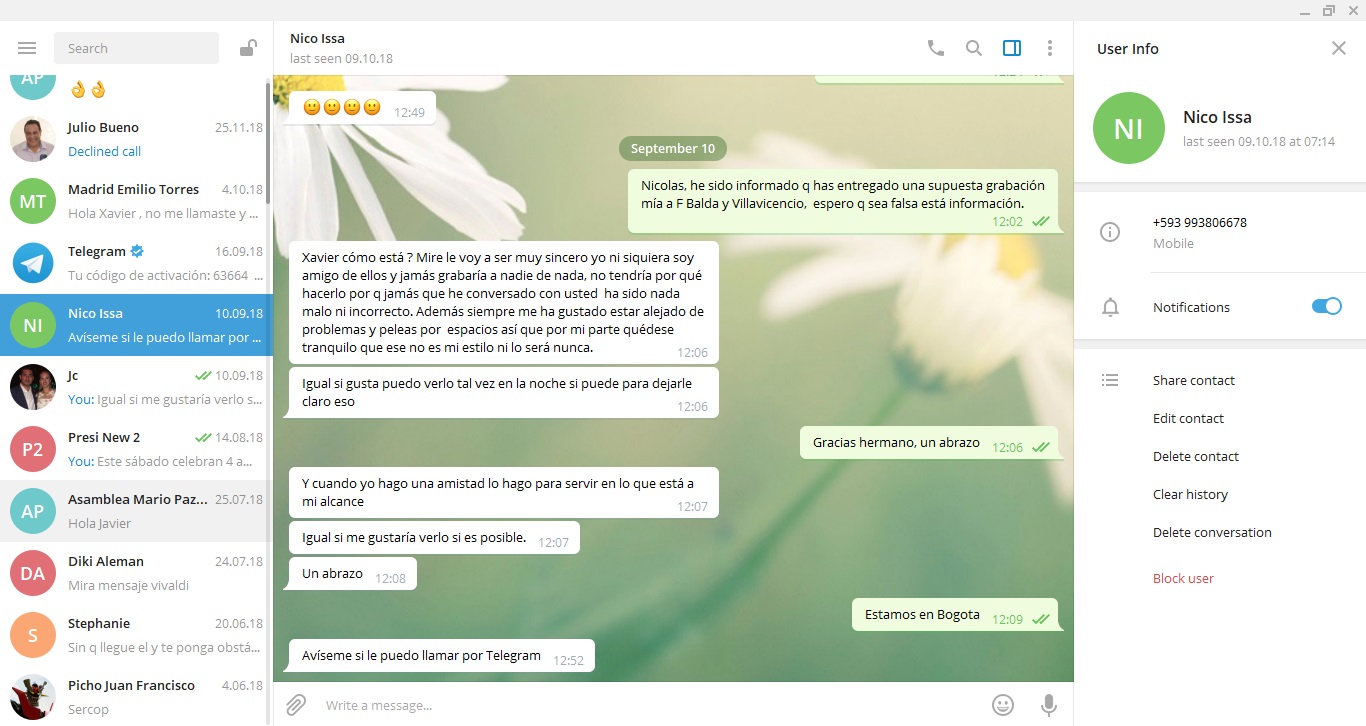 Search
AP
👌👌
Julio Bueno 25.11.18
Declined call
MT
Madrid Emilio Torres 4.10.18
Hola Xavier , no me llamaste y ...
Telegram 16.09.18
Tu código de activación: 63664 ...
NI
Nico Issa 10.09.18
Avíseme si le puedo llamar por ...
Jc 10.09.18
You: Igual si me gustaría verlo s...
P2
Presi New 2 14.08.18
You: Este sábado celebran 4 a...
AP
Asamblea Mario Paz... 25.07.18
Hola Javier
DA
Diki Aleman 24.07.18
Mira mensaje vivaldi
S
Stephanie 20.06.18
Sin q llegue el y te ponga obstá...
Picho Juan Francisco 4.06.18
Sercop
Nico Issa
last seen 09.10.18
🙂🙂🙂🙂 12:49
September 10
Nicolas, he sido informado q has entregado una supuesta grabación
mía a F Balda y Villavicencio, espero q sea falsa está información.
12:02
Xavier cómo está ? Mire le voy a ser muy sincero yo ni siquiera soy
amigo de ellos y jamás grabaría a nadie de nada, no tendría por qué
hacerlo por q jamás que he conversado con usted ha sido nada
malo ni incorrecto. Además siempre me ha gustado estar alejado de
problemas y peleas por espacios así que por mi parte quédese
tranquilo que ese no es mi estilo ni lo será nunca. 12:06
Igual si gusta puedo verlo tal vez en la noche si puede para dejarle
claro eso 12:06
Gracias hermano, un abrazo 12:06
Y cuando yo hago una amistad lo hago para servir en lo que está a
mi alcance 12:07
Igual si me gustaría verlo si es posible. 12:07
Un abrazo 12:08
Estamos en Bogota 12:09
Avíseme si le puedo llamar por Telegram 12:52
Write a message...
User Info
NI
Nico Issa
last seen 09.10.18 at 07:14
+593 993806678
Mobile
Notifications
Share contact
Edit contact
Delete contact
Clear history
Delete conversation
Block user